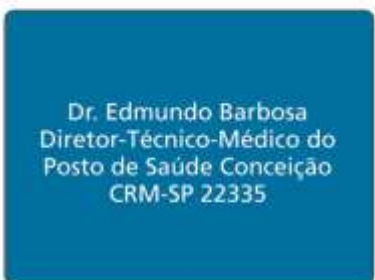 Dr. Edmundo Barbosa
Diretor-Técnico-Médico do
Posto de Saúde Conceição
CRM-SP 22335